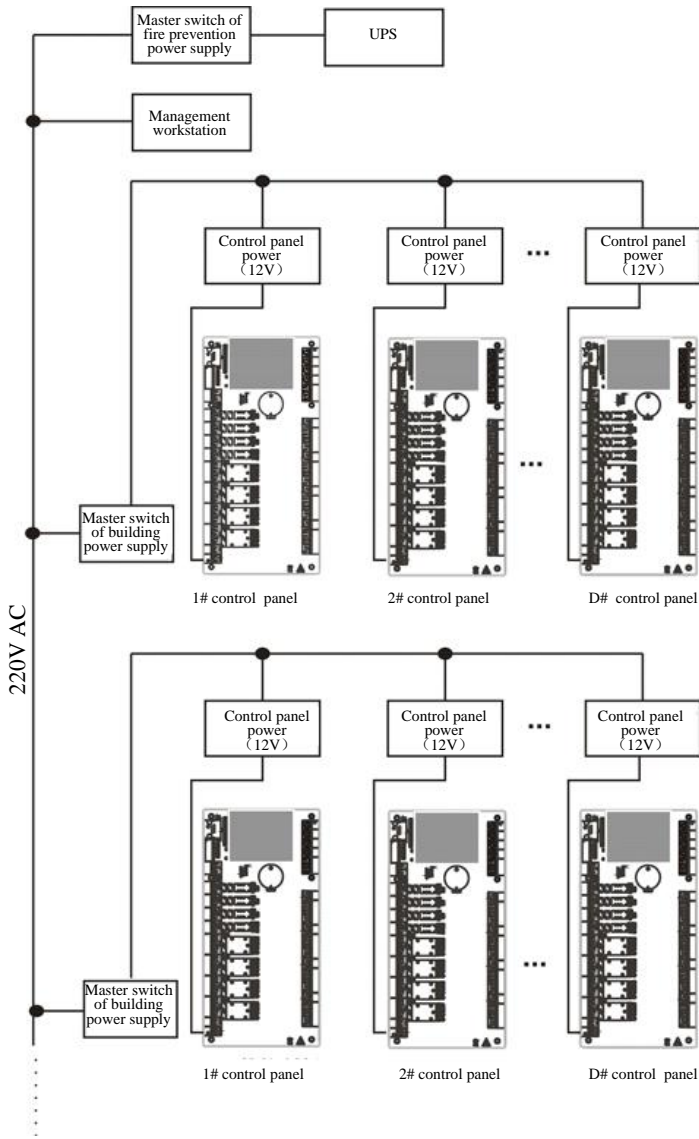 Master switch of
fire prevention
power supply
UPS
Management
workstation
Control panel
power
（12V）
Control panel
power
（12V）
...
Control panel
power
（12V）
...
Master switch
of building
power supply
1# control panel
2# control panel
D# control panel
220V AC
Control panel
power
（12V）
Control panel
power
（12V）
...
Control panel
power
（12V）
...
Master switch
of building
power supply
1# control panel
2# control panel
D# control panel